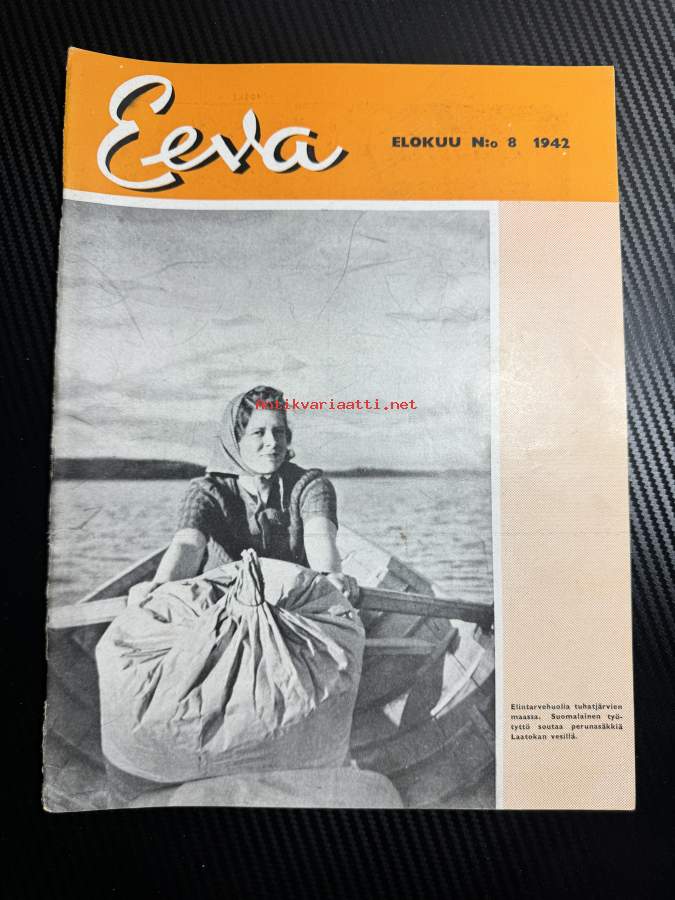 Eeva
ELOKUU N:o 8 1942
Antikvariaatti.net
Elintarvehuolia tuhatjärvien
maassa. Suomalainen työ-
tyttö soutaa perunasäkkiä
Laatokan vesillä.